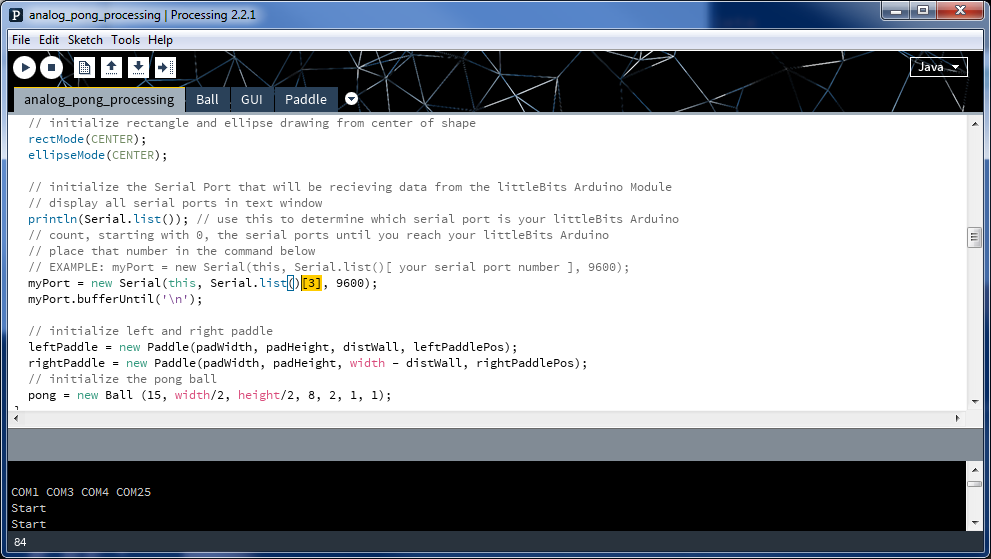 analog_pong_processing | Processing 2.2.1
File Edit Sketch Tools Help
Java
analog_pong_processing Ball GUI Paddle
// initialize rectangle and ellipse drawing from center of shape
rectMode(CENTER);
ellipseMode(CENTER);
// initialize the Serial Port that will be recieving data from the littleBits Arduino Module
// display all serial ports in text window
println(Serial.list()); // use this to determine which serial port is your littleBits Arduino
// count, starting with 0, the serial ports until you reach your littleBits Arduino
// place that number in the command below
// EXAMPLE: myPort = new Serial(this, Serial.list()[ your serial port number ], 9600);
myPort = new Serial(this, Serial.list()[3], 9600);
myPort.bufferUntil('\n');
// initialize left and right paddle
leftPaddle = new Paddle(padWidth, padHeight, distWall, leftPaddlePos);
rightPaddle = new Paddle(padWidth, padHeight, width - distWall, rightPaddlePos);
// initialize the pong ball
pong = new Ball (15, width/2, height/2, 8, 2, 1, 1);
COM1 COM3 COM4 COM25
Start
Start
84